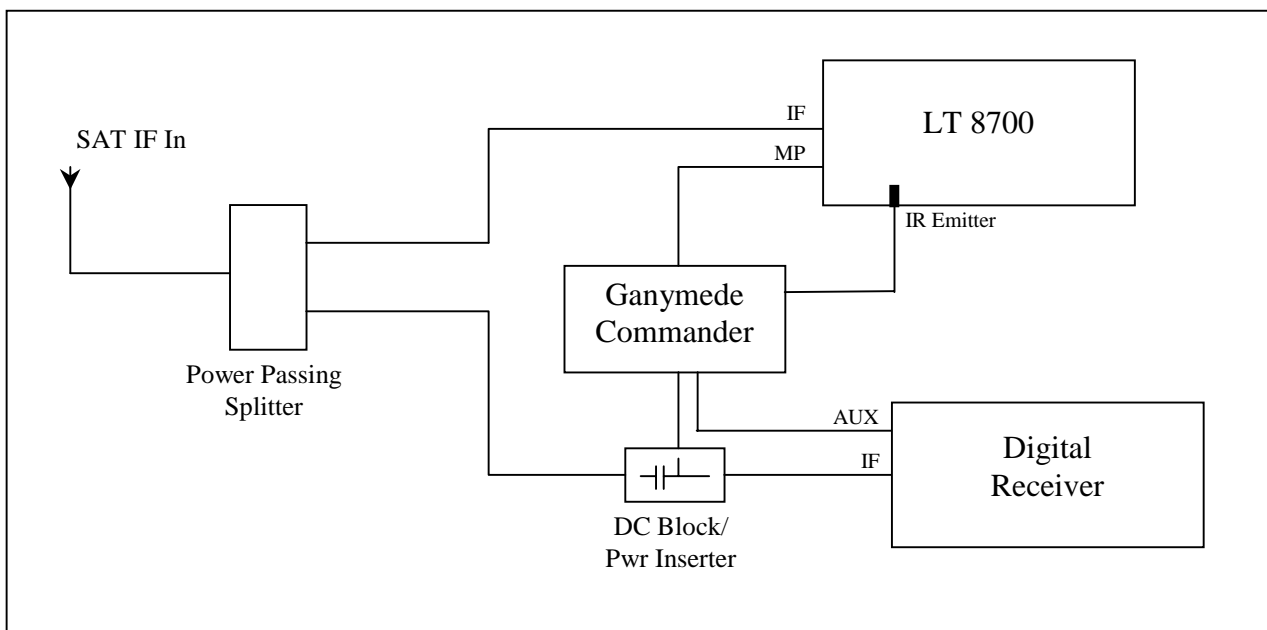 SAT IF In
IF
MP
LT 8700
IR Emitter
Ganymede
Commander
Power Passing
Splitter
AUX
IF
Digital
Receiver
DC Block/
Pwr Inserter